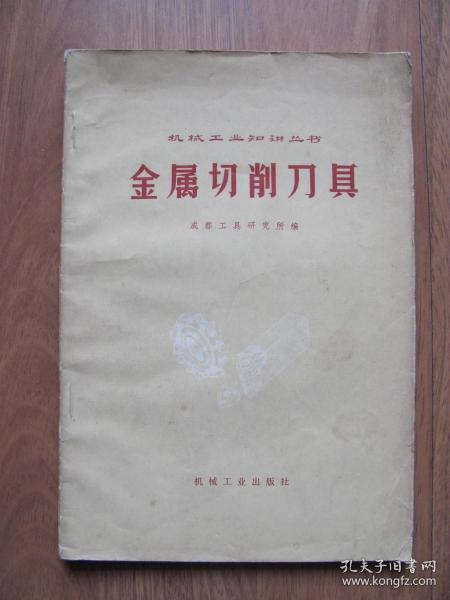 机械工业知识丛书
金属切削刀具
成都工具研究所编
机械工业出版社
孔夫子旧书网
www.kongfz.com